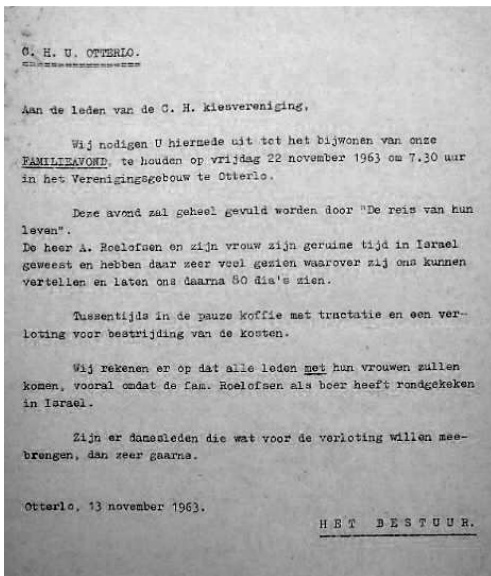 C. H. U. OTTERLO.
Aan de leden van de C. H. kiesvereniging,
Wij nodigen U hiermede uit tot het bijwonen van onze
FAMILIEAVOND, te houden op vrijdag 22 november 1963 om 7.30 uur
in het Verenigingsgebouw te Otterlo.
Deze avond zal geheel gevuld worden door "De reis van hun
leven".
De heer A. Roelofsen en zijn vrouw zijn geruime tijd in Israel
geweest en hebben daar zeer veel gezien waarover zij ons kunnen
vertellen en laten ons daarna 80 dia's zien.
Tussentijds in de pauze koffie met tractatie en een ver-
loting voor bestrijding van de kosten.
Wij rekenen er op dat alle leden met hun vrouwen zullen
komen, vooral omdat de fam. Roelofsen als boer heeft rondgekeken
in Israel.
Zijn er damesleden die wat voor de verloting willen mee-
brengen, dan zeer gaarne.
Otterlo, 13 november 1963.
HET BESTUUR.